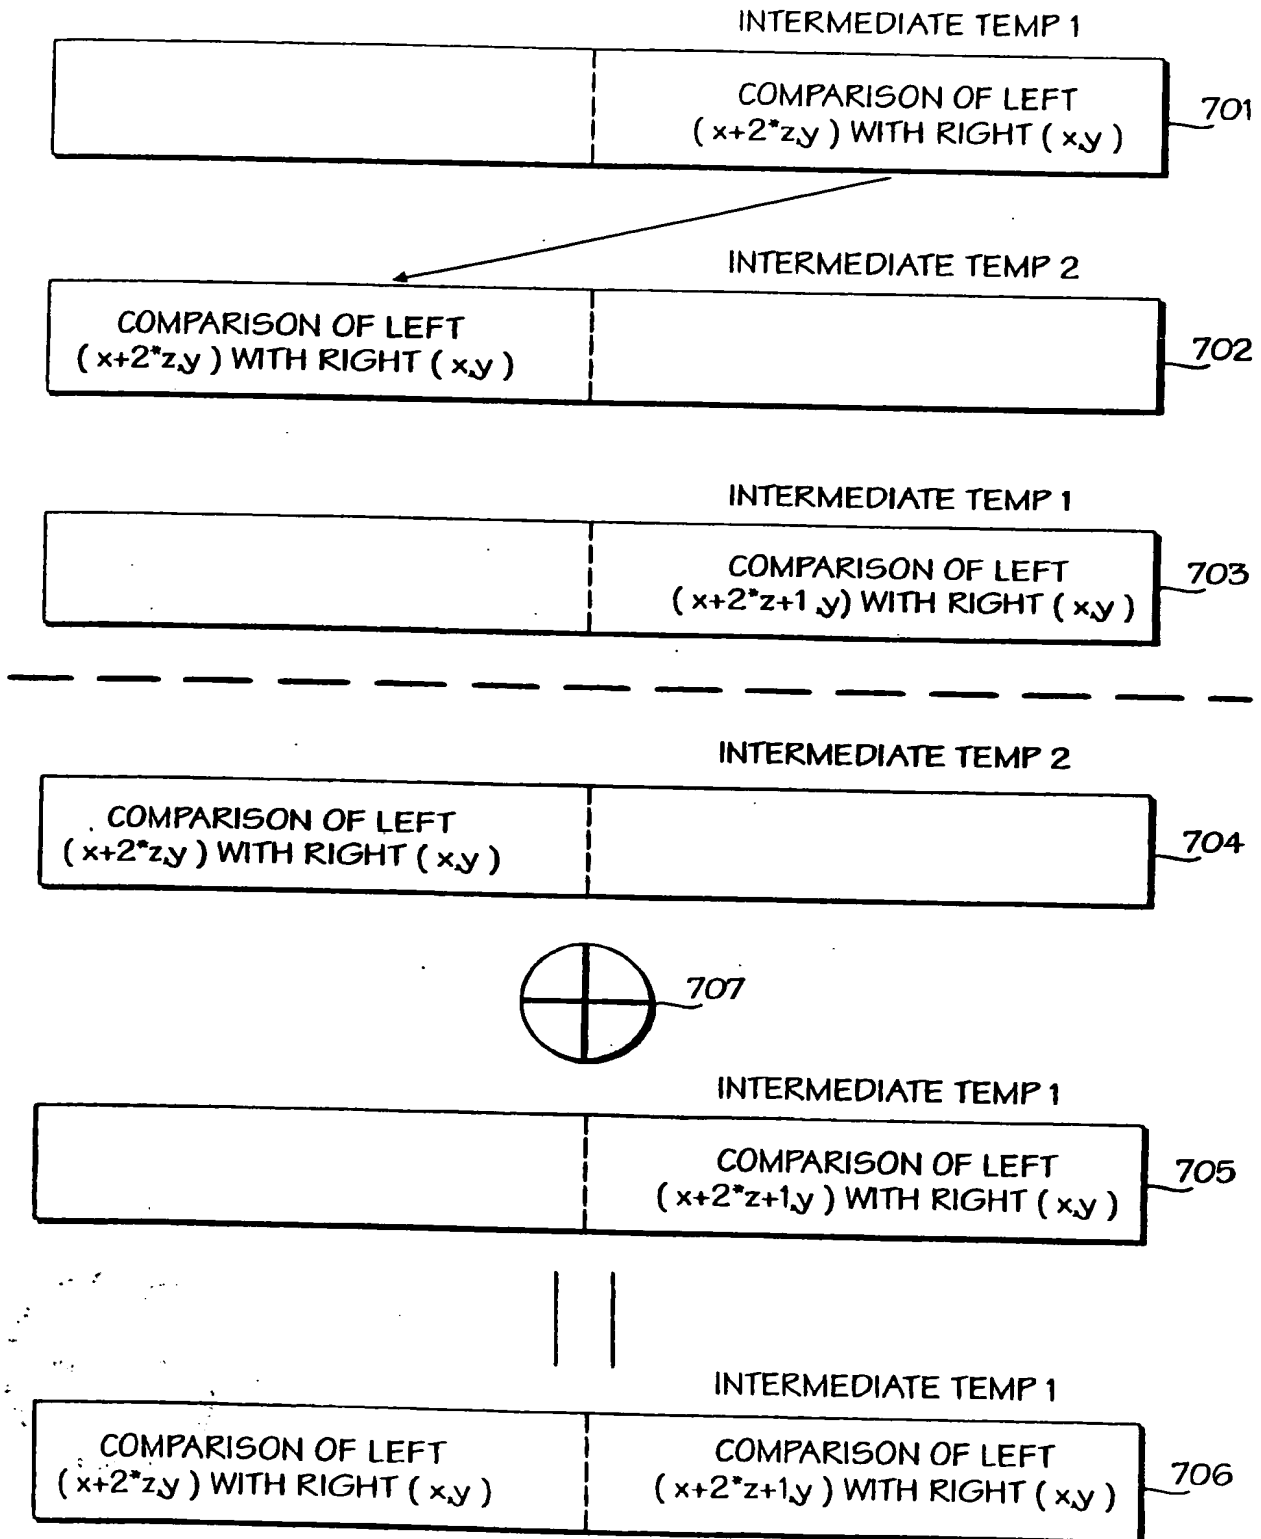 INTERMEDIATE TEMP 1
COMPARISON OF LEFT
(x+2*z,y) WITH RIGHT (x,y)
701
INTERMEDIATE TEMP 2
COMPARISON OF LEFT
(x+2*z,y) WITH RIGHT (x,y)
702
INTERMEDIATE TEMP 1
COMPARISON OF LEFT
(x+2*z+1,y) WITH RIGHT (x,y)
703
INTERMEDIATE TEMP 2
COMPARISON OF LEFT
(x+2*z,y) WITH RIGHT (x,y)
704
707
INTERMEDIATE TEMP 1
COMPARISON OF LEFT
(x+2*z+1,y) WITH RIGHT (x,y)
705
INTERMEDIATE TEMP 1
COMPARISON OF LEFT
(x+2*z,y) WITH RIGHT (x,y)
COMPARISON OF LEFT
(x+2*z+1,y) WITH RIGHT (x,y)
706